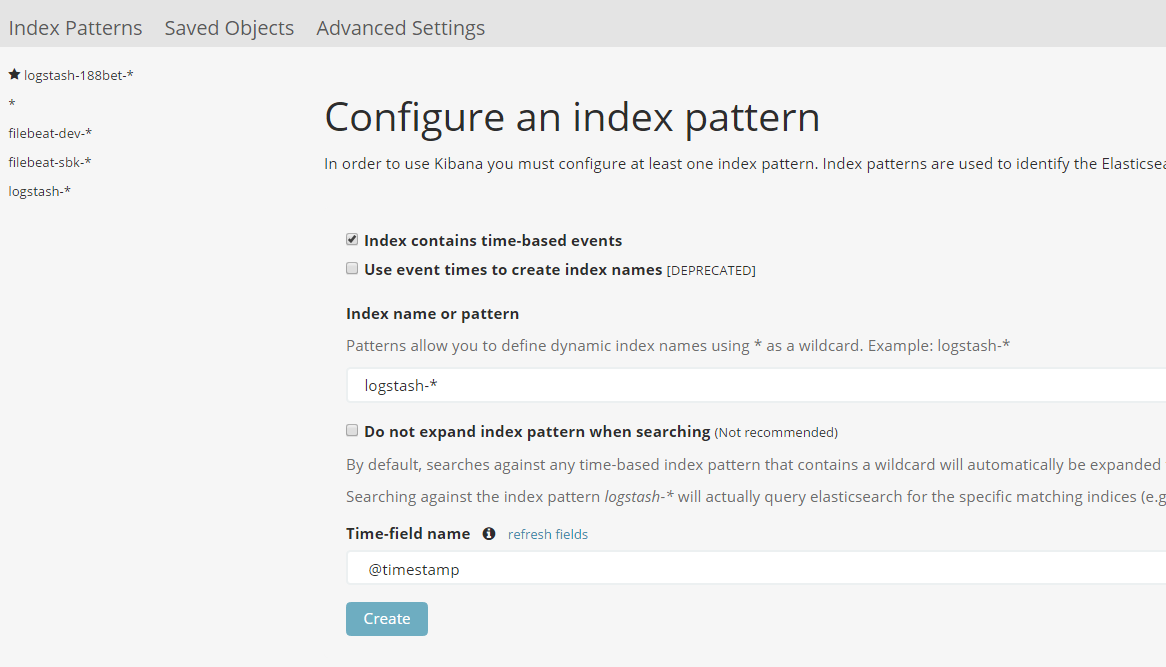 Index Patterns Saved Objects Advanced Settings
logstash-188bet-*
*
filebeat-dev-*
filebeat-sbk-*
logstash-*
Configure an index pattern
In order to use Kibana you must configure at least one index pattern. Index patterns are used to identify the
Index contains time-based events
Use event times to create index names [DEPRECATED]
Index name or pattern
Patterns allow you to define dynamic index names using * as a wildcard. Example: logstash-*
logstash-*
Do not expand index pattern when searching (Not recommended)
By default, searches against any time-based index pattern that contains a wildcard will automatically be expanded
Searching against the index pattern logstash-* will actually query elasticsearch for the specific matching indices (e.g
Time-field name refresh fields
@timestamp
Create